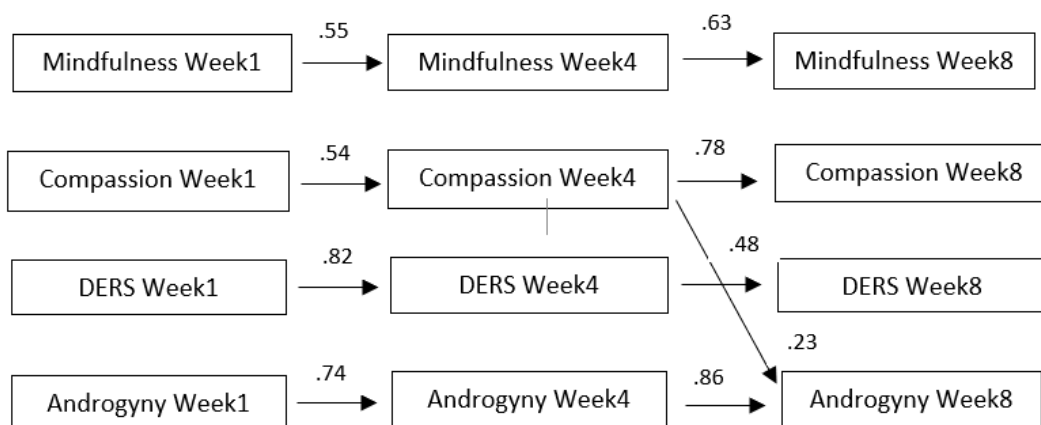 .55
.63
Mindfulness Week1
Mindfulness Week4
Mindfulness Week8
.54
.78
Compassion Week1
Compassion Week4
Compassion Week8
.82
.48
DERS Week1
DERS Week4
DERS Week8
.23
.74
.86
Androgyny Week1
Androgyny Week4
Androgyny Week8